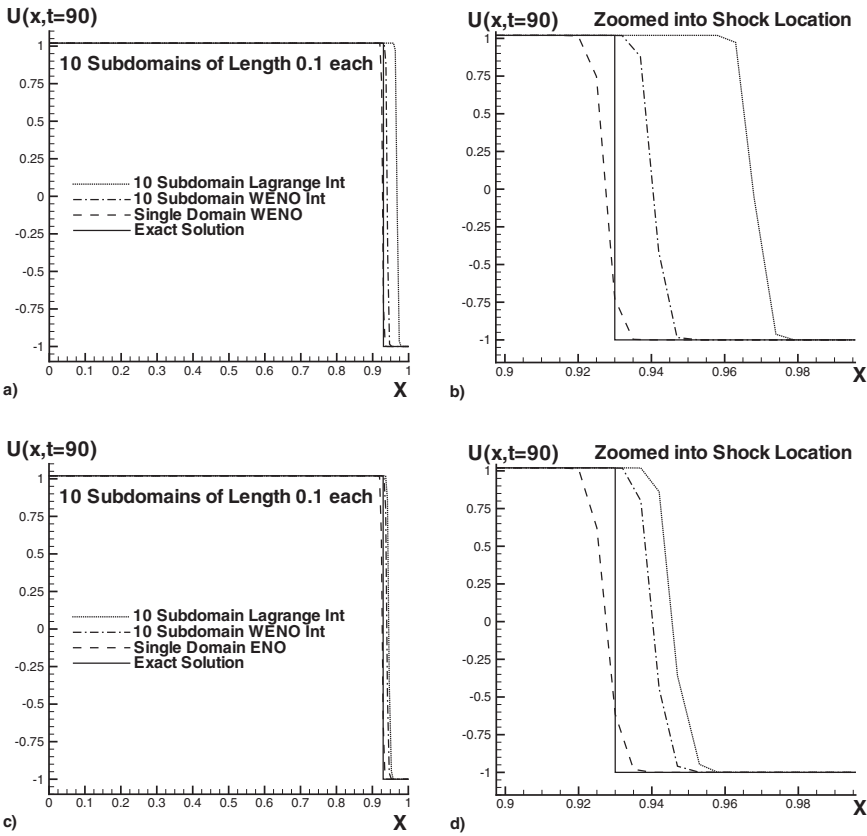 U(x,t=90)
1
0.75
0.5
0.25
0
-0.25
-0.5
-0.75
-1
10 Subdomains of Length 0.1 each
10 Subdomain Lagrange Int
10 Subdomain WENO Int
Single Domain WENO
Exact Solution
0 0.1 0.2 0.3 0.4 0.5 0.6 0.7 0.8 0.9 1
X
a)
U(x,t=90)
Zoomed into Shock Location
1
0.75
0.5
0.25
0
-0.25
-0.5
-0.75
-1
0.9 0.92 0.94 0.96 0.98
X
b)
U(x,t=90)
1
0.75
0.5
0.25
0
-0.25
-0.5
-0.75
-1
10 Subdomains of Length 0.1 each
10 Subdomain Lagrange Int
10 Subdomain WENO Int
Single Domain ENO
Exact Solution
0 0.1 0.2 0.3 0.4 0.5 0.6 0.7 0.8 0.9 1
X
c)
U(x,t=90)
Zoomed into Shock Location
1
0.75
0.5
0.25
0
-0.25
-0.5
-0.75
-1
0.9 0.92 0.94 0.96 0.98
X
d)